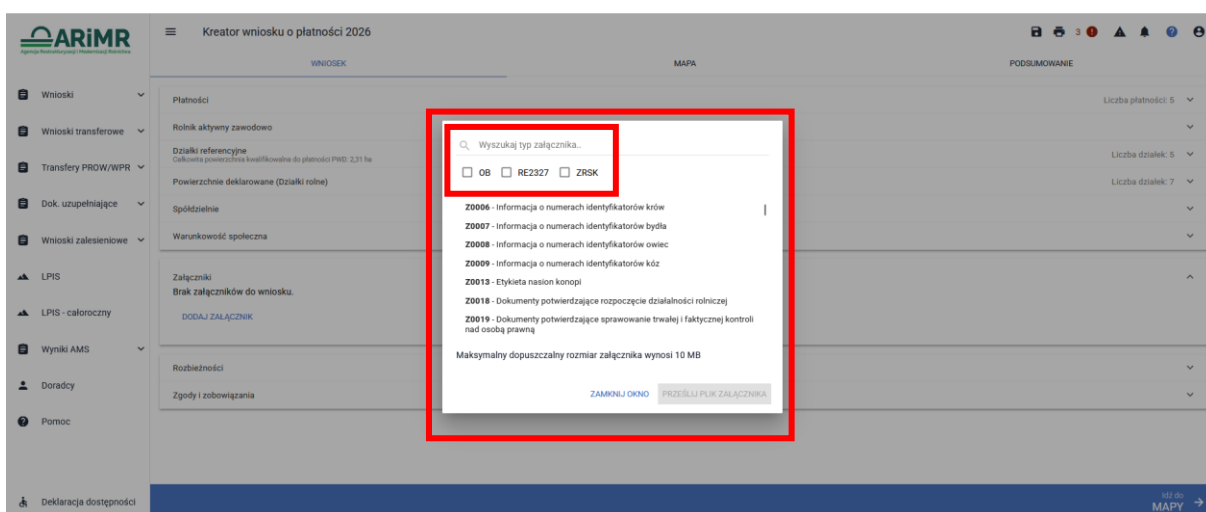 ARiMR
Agencja Restrukturyzacji i Modernizacji Rolnictwa
Kreator wniosku o płatności 2026
3
WNIOSEK
MAPA
PODSUMOWANIE
Wnioski
Wnioski transferowe
Transfery PROW/WPR
Dok. uzupełniające
Wnioski zalesieniowe
LPIS
LPIS - całoroczny
Wyniki AMS
Doradcy
Pomoc
Deklaracja dostępności
Płatności
Liczba płatności: 5
Rolnik aktywny zawodowo
Działki referencyjne
Całkowita powierzchnia kwalifikowalna do płatności PWD: 2,31 ha
Liczba działek: 5
Powierzchnie deklarowane (Działki rolne)
Liczba działek: 7
Spółdzielnie
Warunkowość społeczna
Załączniki
Brak załączników do wniosku.
DODAJ ZAŁĄCZNIK
Rozbieżności
Zgody i zobowiązania
Wyszukaj typ załącznika..
OB RE2327 ZRSK
Z0006 - Informacja o numerach identyfikatorów krów
Z0007 - Informacja o numerach identyfikatorów bydła
Z0008 - Informacja o numerach identyfikatorów owiec
Z0009 - Informacja o numerach identyfikatorów kóz
Z0013 - Etykieta nasion konopi
Z0018 - Dokumenty potwierdzające rozpoczęcie działalności rolniczej
Z0019 - Dokumenty potwierdzające sprawowanie trwałej i faktycznej kontroli
nad osobą prawną
Maksymalny dopuszczalny rozmiar załącznika wynosi 10 MB
ZAMKNIJ OKNO
PRZEŚLIJ PLIK ZAŁĄCZNIKA
Idź do
MAPY